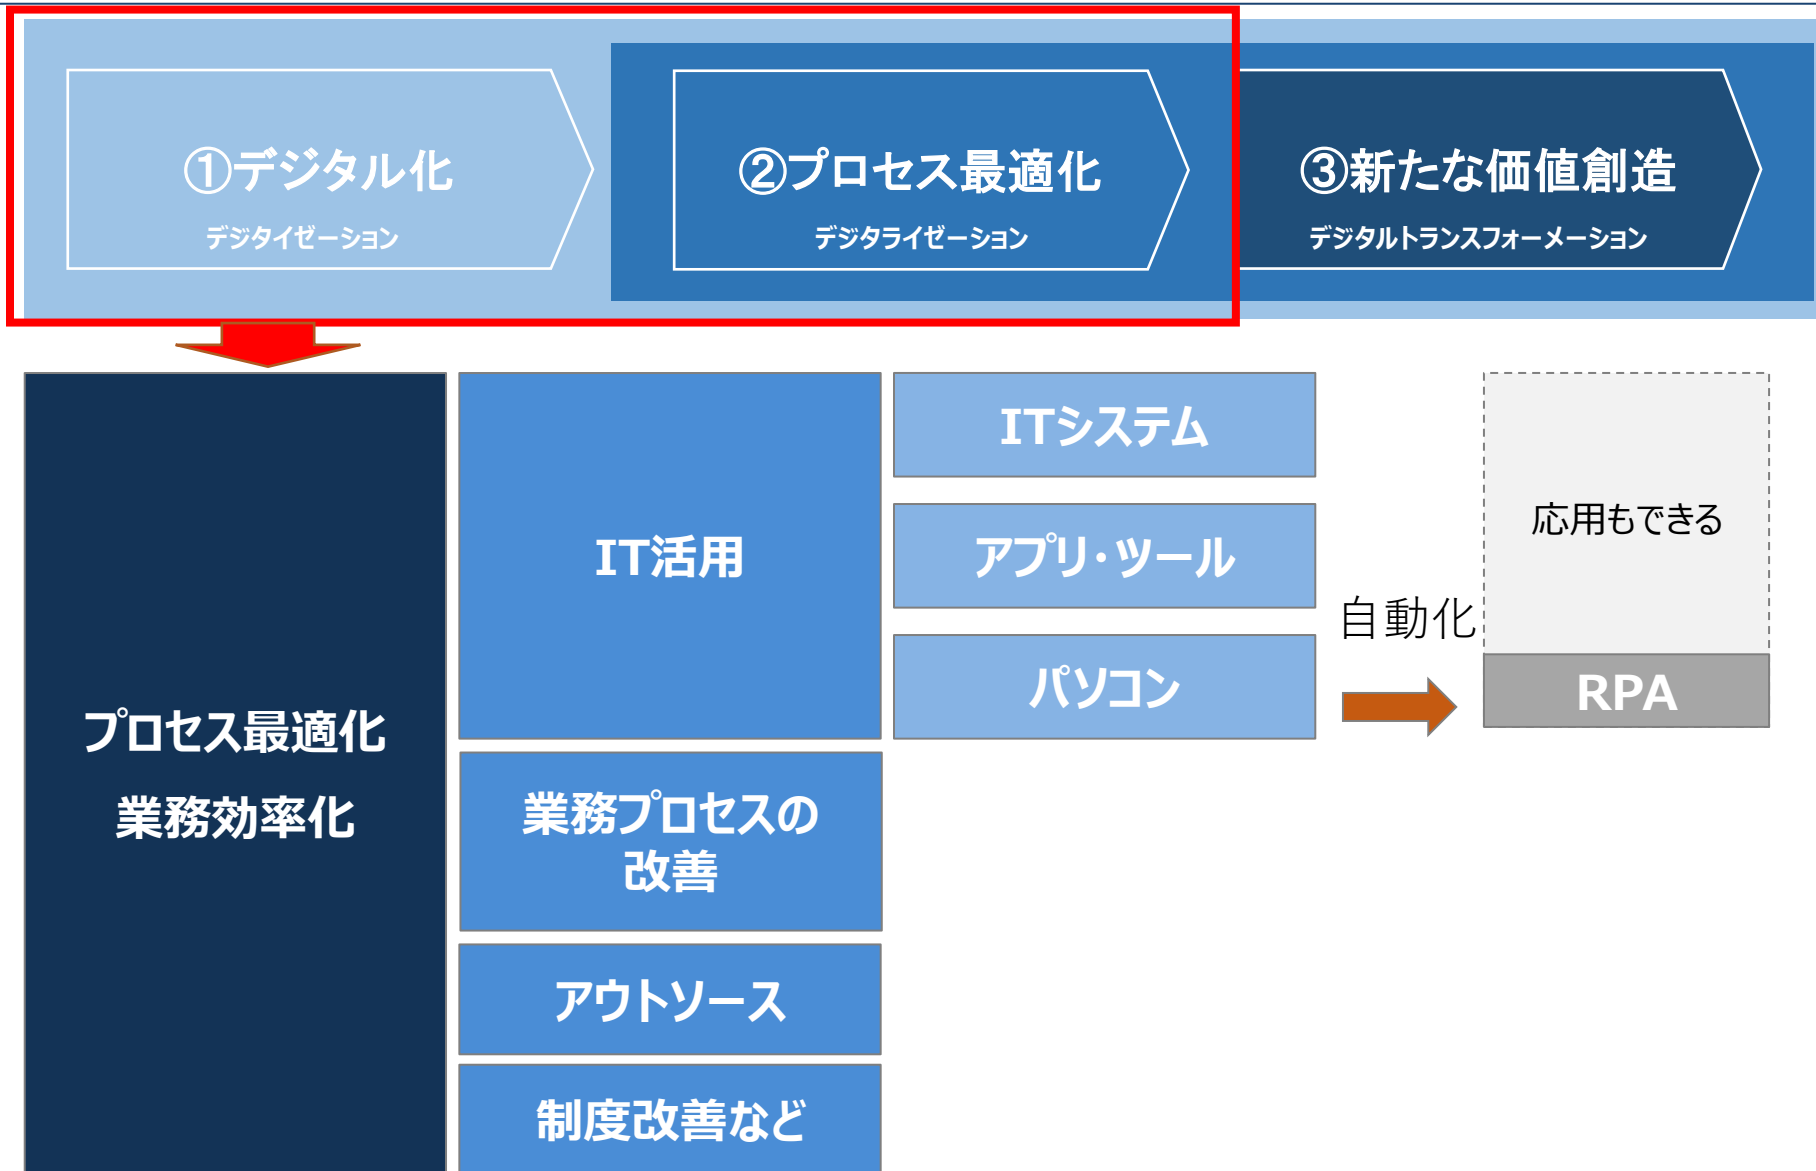 ①デジタル化
デジタイゼーション
②プロセス最適化
デジタライゼーション
③新たな価値創造
デジタルトランスフォーメーション
プロセス最適化
業務効率化
IT活用
業務プロセスの
改善
アウトソース
制度改善など
ITシステム
アプリ・ツール
パソコン
自動化
応用もできる
RPA